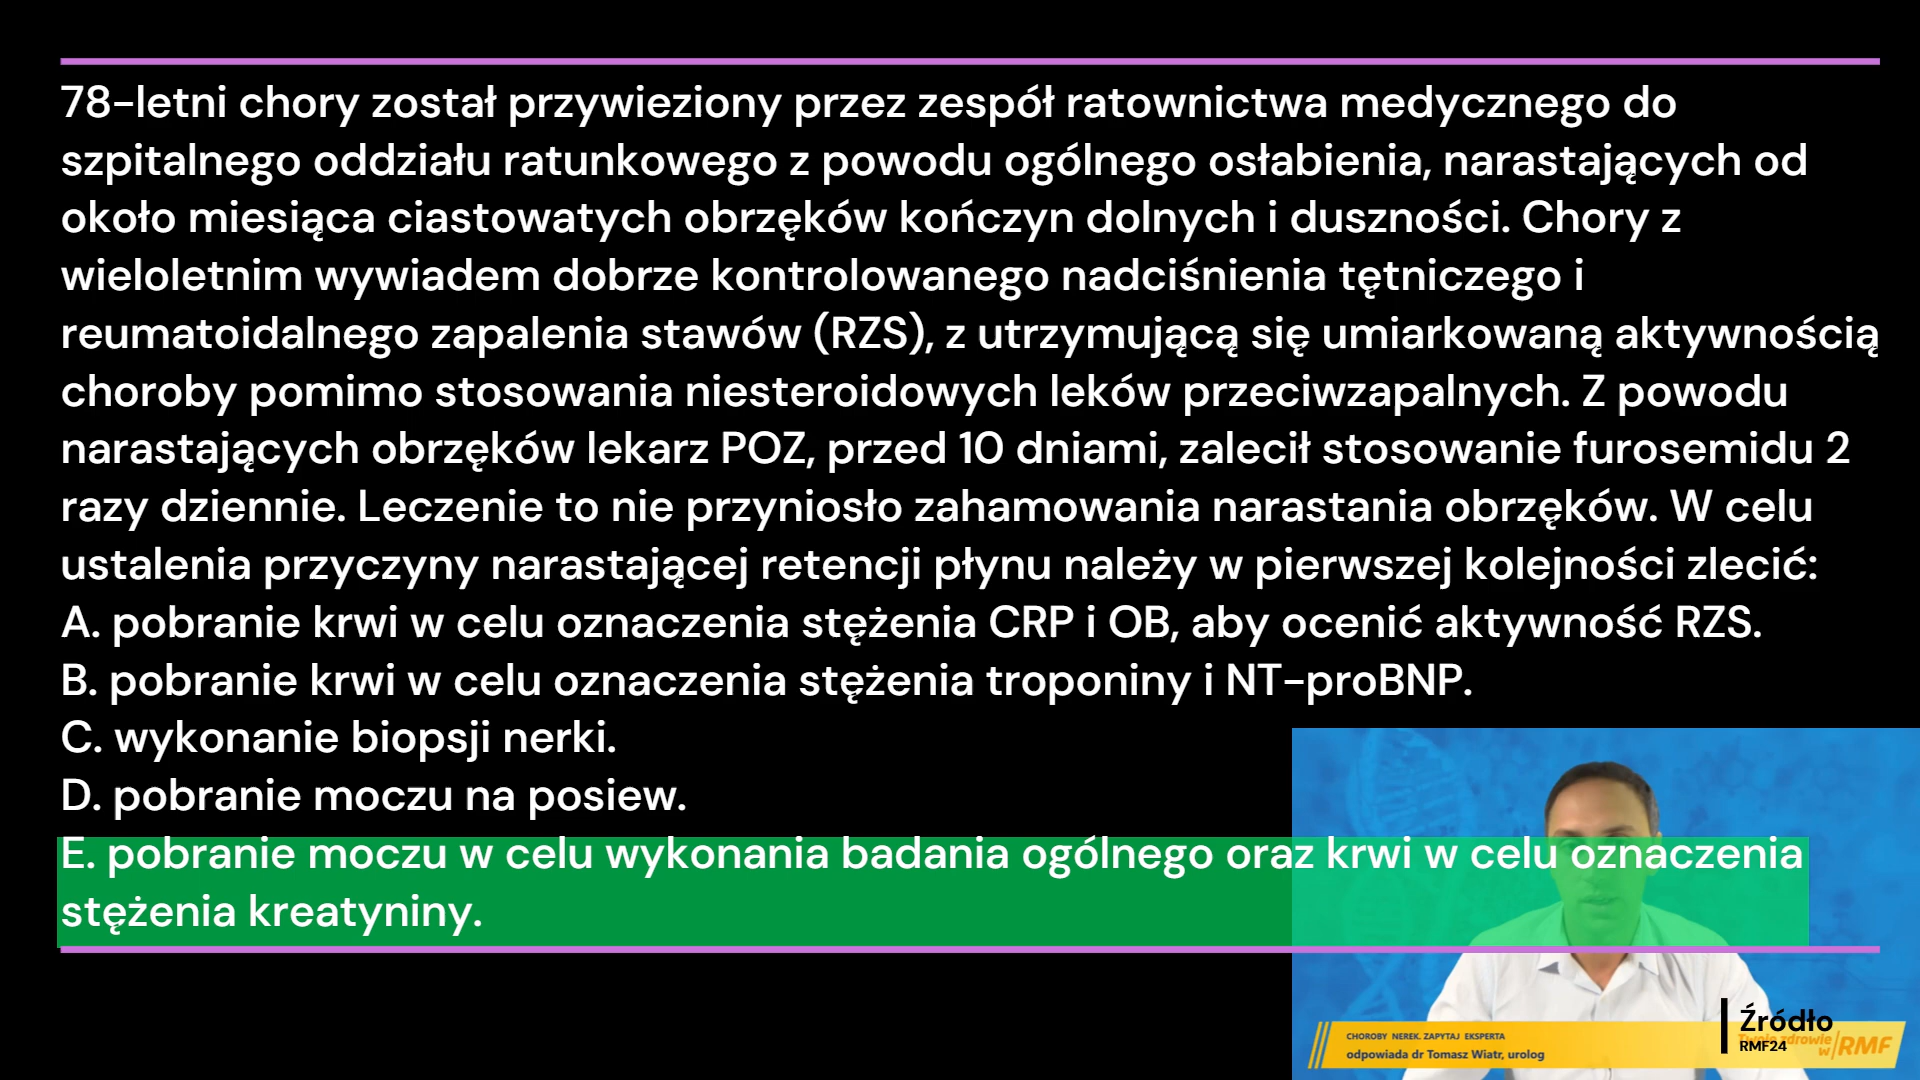 78-letni chory został przywieziony przez zespół ratownictwa medycznego do
szpitalnego oddziału ratunkowego z powodu ogólnego osłabienia, narastających od
około miesiąca ciastowatych obrzęków kończyn dolnych i duszności. Chory z
wieloletnim wywiadem dobrze kontrolowanego nadciśnienia tętniczego i
reumatoidalnego zapalenia stawów (RZS), z utrzymującą się umiarkowaną aktywnością
choroby pomimo stosowania niesteroidowych leków przeciwzapalnych. Z powodu
narastających obrzęków lekarz POZ, przed 10 dniami, zalecił stosowanie furosemidu 2
razy dziennie. Leczenie to nie przyniosło zahamowania narastania obrzęków. W celu
ustalenia przyczyny narastającej retencji płynu należy w pierwszej kolejności zlecić:
A. pobranie krwi w celu oznaczenia stężenia CRP i OB, aby ocenić aktywność RZS.
B. pobranie krwi w celu oznaczenia stężenia troponiny i NT-proBNP.
C. wykonanie biopsji nerki.
D. pobranie moczu na posiew.
E. pobranie moczu w celu wykonania badania ogólnego oraz krwi w celu oznaczenia
stężenia kreatyniny.
CHOROBY NEREK. ZAPYTAJ EKSPERTA
odpowiada dr Tomasz Wiatr, urolog
Źródło
RMF24
Twoje zdrowie
w RMF